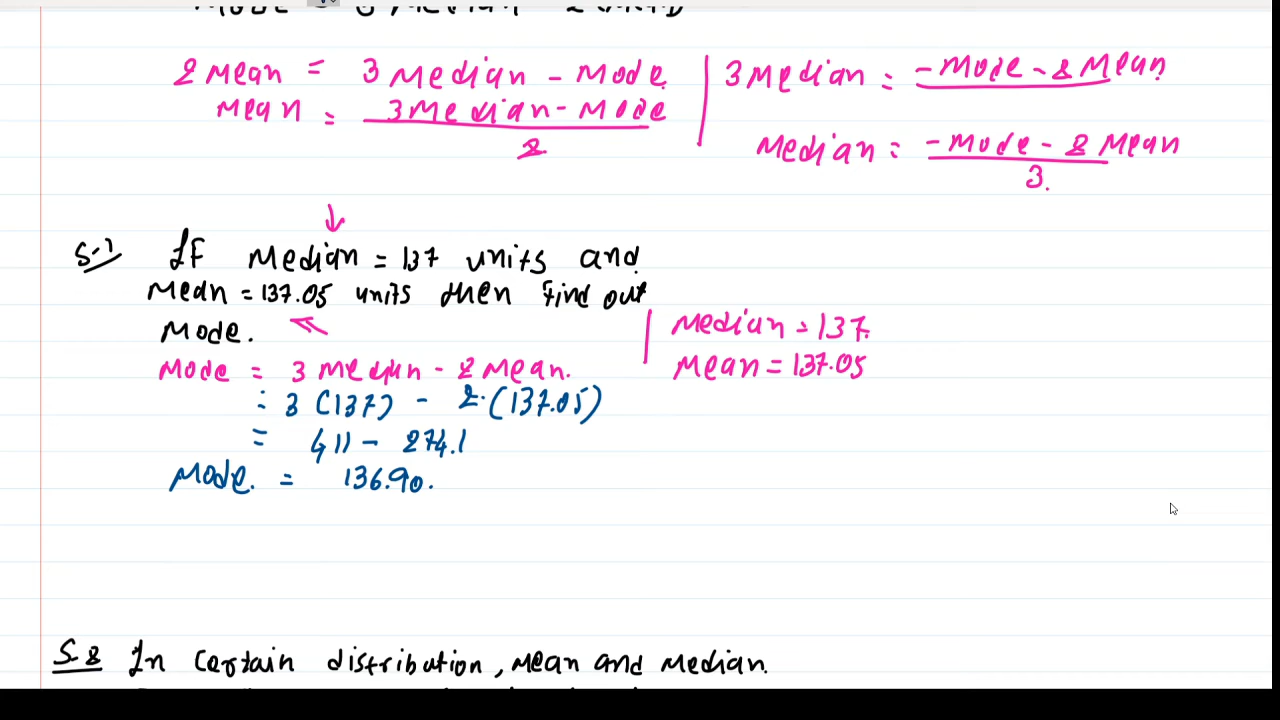 2 Mean = 3 Median - Mode
Mean = 3 Median - Mode
2
3 Median = - Mode - 2 Mean
Median = - Mode - 2 Mean
3.
S-1 If Median = 137 units and
Mean = 137.05 units then find out
Mode.
Median = 137.
Mean = 137.05
Mode = 3 Median - 2 Mean.
= 3 (137) - 2.(137.05)
= 411 - 274.1
Mode. = 136.90.
S.2 In Certain distribution, Mean and Median.